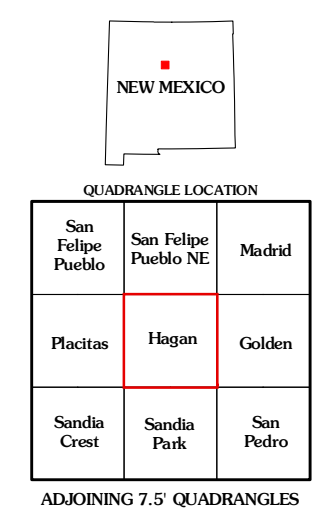 NEW MEXICO
QUADRANGLE LOCATION
San
Felipe
Pueblo
San Felipe
Pueblo NE
Madrid
Placitas
Hagan
Golden
Sandia
Crest
Sandia
Park
San
Pedro
ADJOINING 7.5' QUADRANGLES